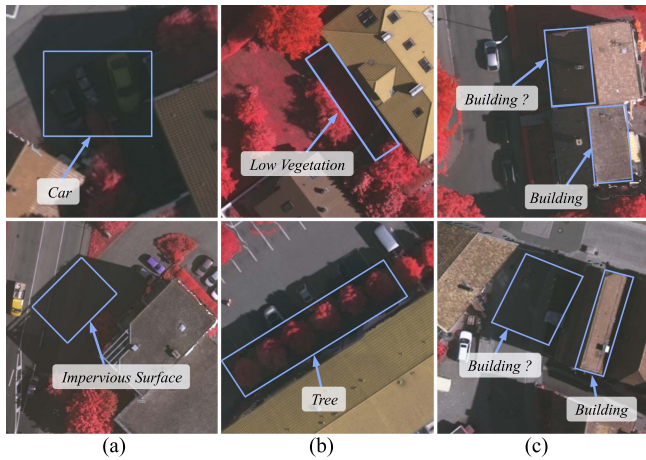 Car
Low Vegetation
Building ?
Building
Impervious Surface
Tree
Building ?
Building
(a)
(b)
(c)